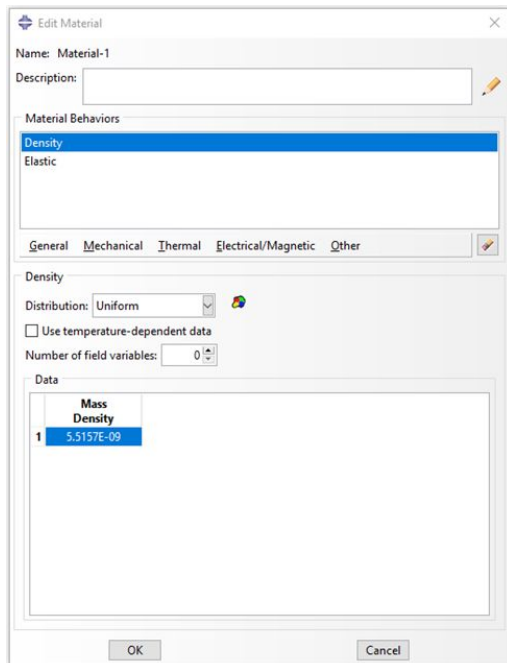 Edit Material
Name: Material-1
Description:
Material Behaviors
Density
Elastic
General Mechanical Thermal Electrical/Magnetic Other
Density
Distribution: Uniform
Use temperature-dependent data
Number of field variables: 0
Data
Mass
Density
1 5.5157E-09
OK Cancel